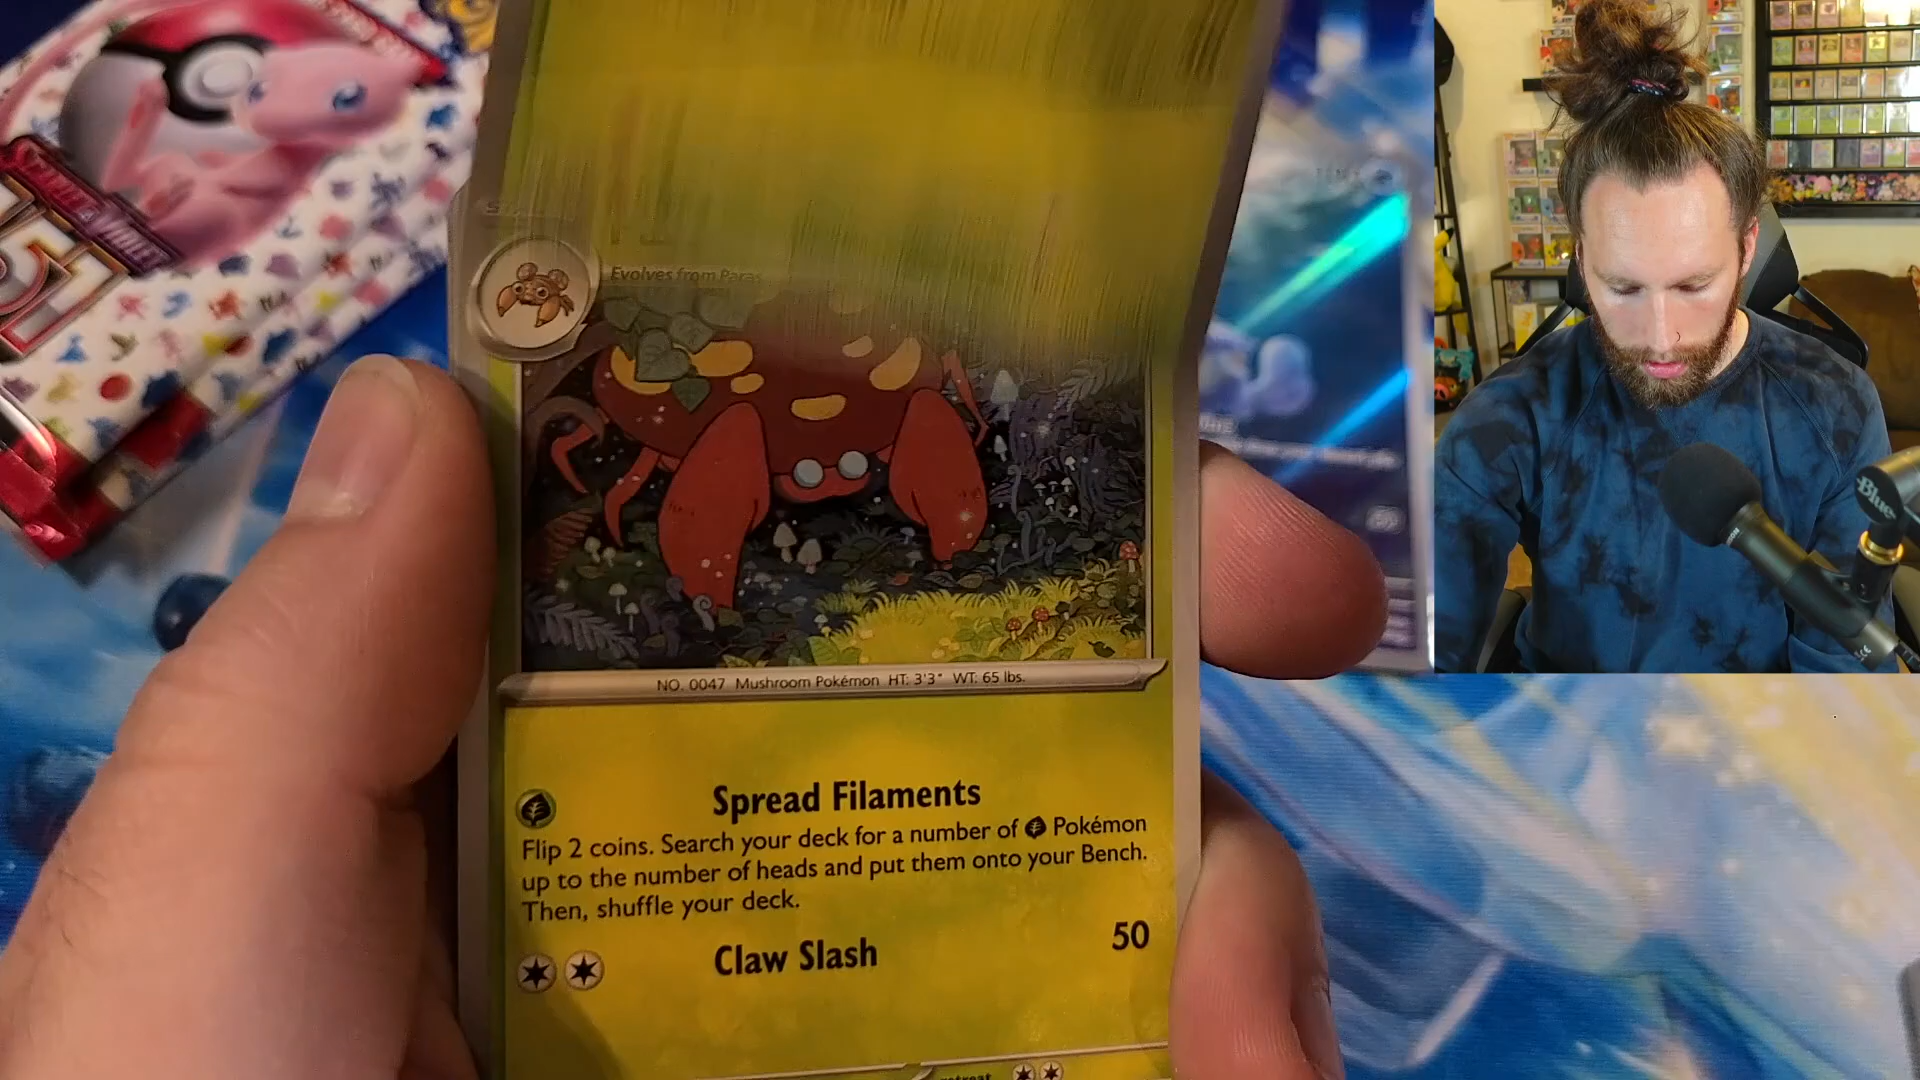 Evolves from Paras
NO. 0047 Mushroom Pokémon HT: 3'3" WT: 65 lbs.
Spread Filaments
Flip 2 coins. Search your deck for a number of Pokémon
up to the number of heads and put them onto your Bench.
Then, shuffle your deck.
Claw Slash 50
retreat
Blue